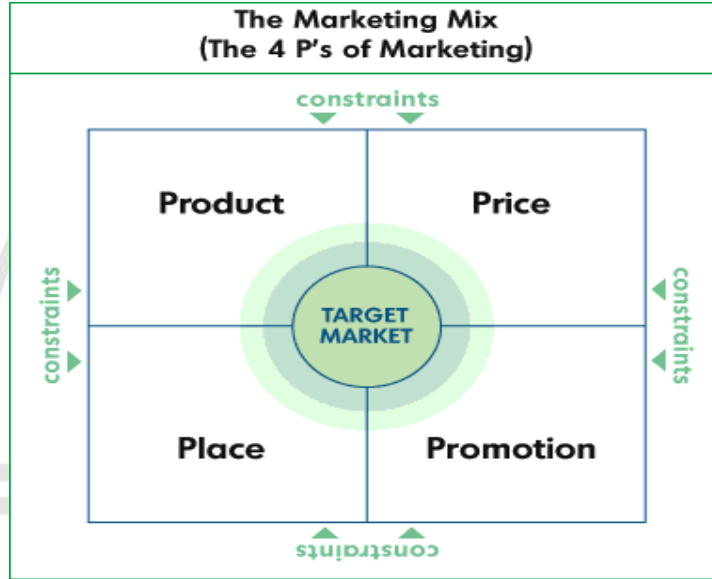 The Marketing Mix
(The 4 P's of Marketing)
constraints
Product
Price
constraints
constraints
TARGET
MARKET
Place
Promotion
constraints